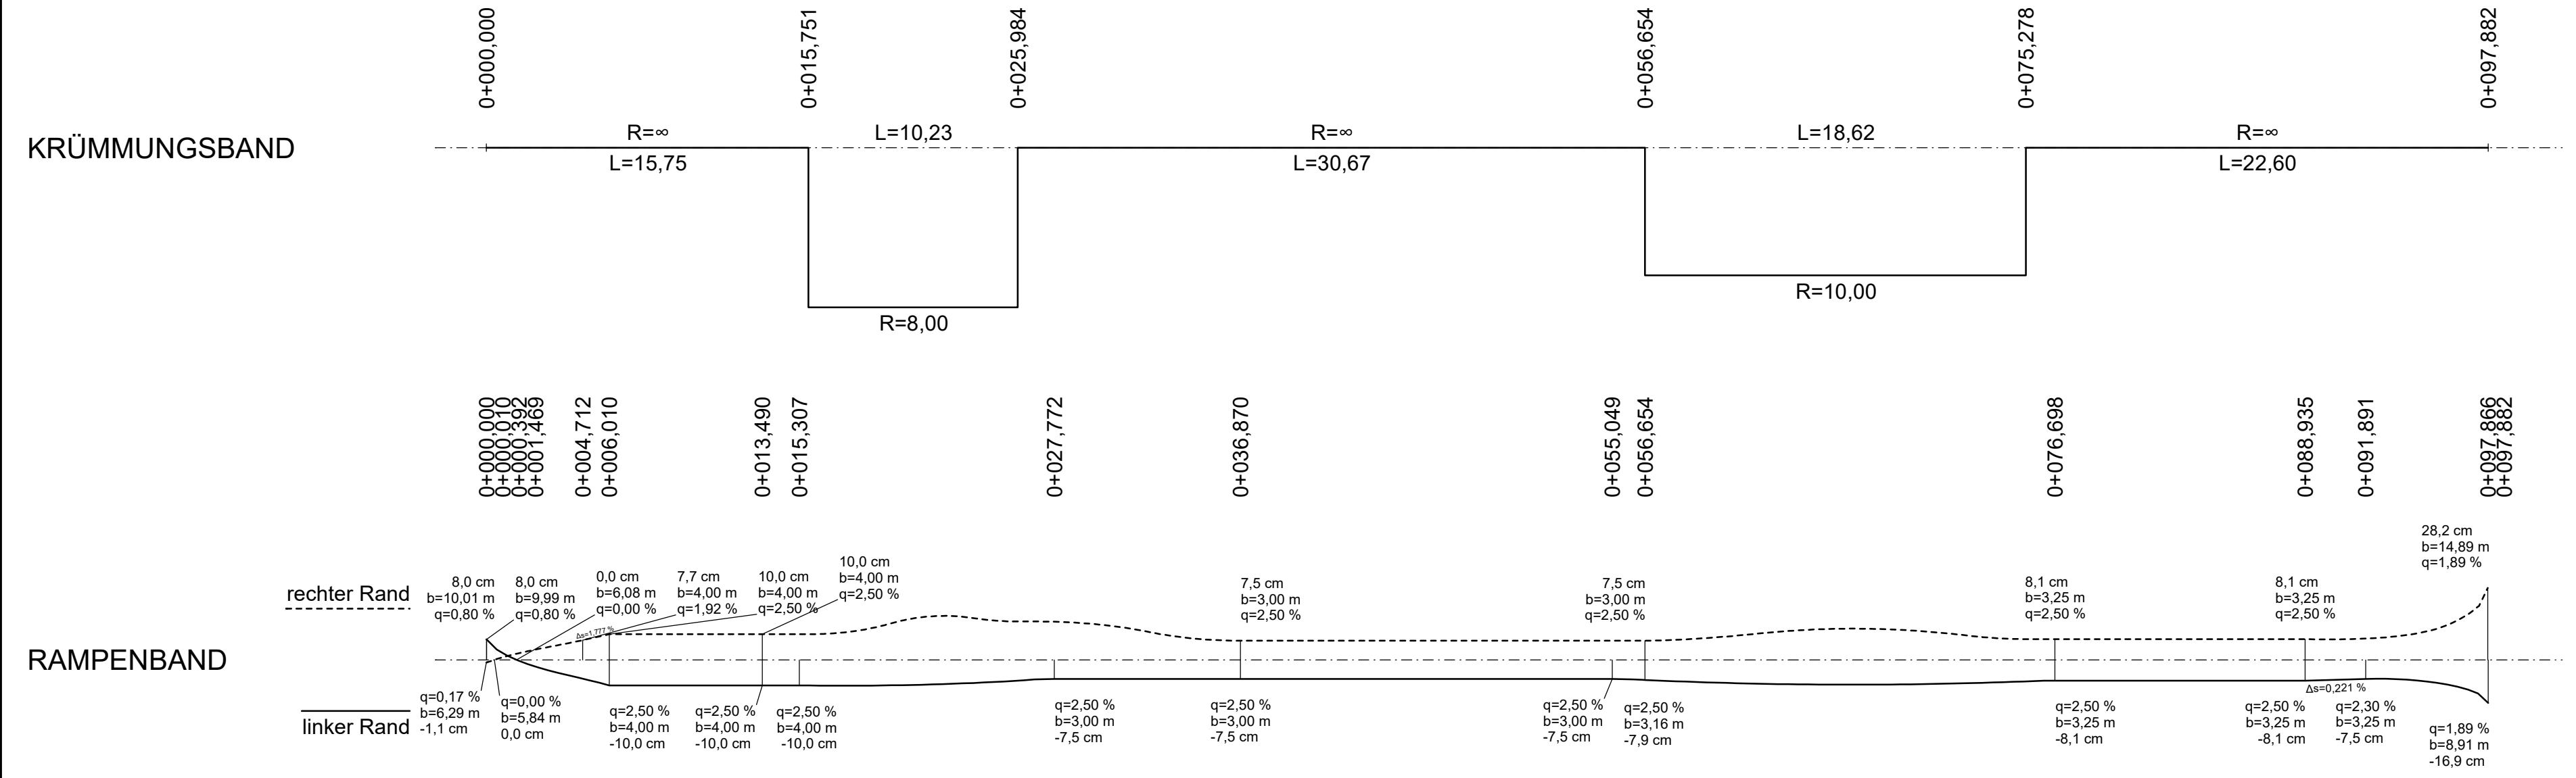 0+000,000
0+015,751
0+025,984
0+056,654
0+075,278
0+097,882
KRÜMMUNGSBAND
R=∞
L=15,75
L=10,23
R=8,00
R=∞
L=30,67
L=18,62
R=10,00
R=∞
L=22,60
0+000,000
0+000,010
0+000,392
0+001,469
0+004,712
0+006,010
0+013,490
0+015,307
0+027,772
0+036,870
0+055,049
0+056,654
0+076,698
0+088,935
0+091,891
0+097,866
0+097,882
RAMPENBAND
rechter Rand
linker Rand
8,0 cm
b=10,01 m
q=0,80 %
8,0 cm
b=9,99 m
q=0,80 %
0,0 cm
b=6,08 m
q=0,00 %
7,7 cm
b=4,00 m
q=1,92 %
10,0 cm
b=4,00 m
q=2,50 %
10,0 cm
b=4,00 m
q=2,50 %
7,5 cm
b=3,00 m
q=2,50 %
7,5 cm
b=3,00 m
q=2,50 %
8,1 cm
b=3,25 m
q=2,50 %
8,1 cm
b=3,25 m
q=2,50 %
28,2 cm
b=14,89 m
q=1,89 %
Δs=1,777 %
Δs=0,221 %
q=0,17 %
b=6,29 m
-1,1 cm
q=0,00 %
b=5,84 m
0,0 cm
q=2,50 %
b=4,00 m
-10,0 cm
q=2,50 %
b=4,00 m
-10,0 cm
q=2,50 %
b=4,00 m
-10,0 cm
q=2,50 %
b=3,00 m
-7,5 cm
q=2,50 %
b=3,00 m
-7,5 cm
q=2,50 %
b=3,00 m
-7,5 cm
q=2,50 %
b=3,16 m
-7,9 cm
q=2,50 %
b=3,25 m
-8,1 cm
q=2,50 %
b=3,25 m
-8,1 cm
q=2,30 %
b=3,25 m
-7,5 cm
q=1,89 %
b=8,91 m
-16,9 cm